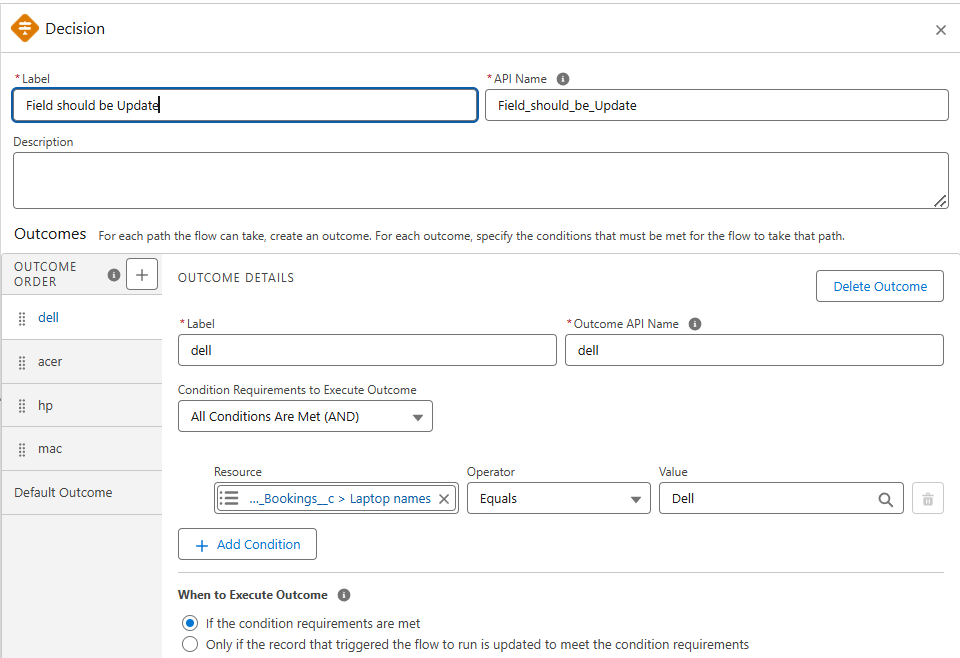 Decision
* Label
* API Name
Field should be Update
Field_should_be_Update
Description
Outcomes For each path the flow can take, create an outcome. For each outcome, specify the conditions that must be met for the flow to take that path.
OUTCOME ORDER
OUTCOME DETAILS
Delete Outcome
dell
acer
hp
mac
Default Outcome
* Label
* Outcome API Name
dell
dell
Condition Requirements to Execute Outcome
All Conditions Are Met (AND)
Resource
Operator
Value
..._Bookings__c > Laptop names
Equals
Dell
+ Add Condition
When to Execute Outcome
If the condition requirements are met
Only if the record that triggered the flow to run is updated to meet the condition requirements